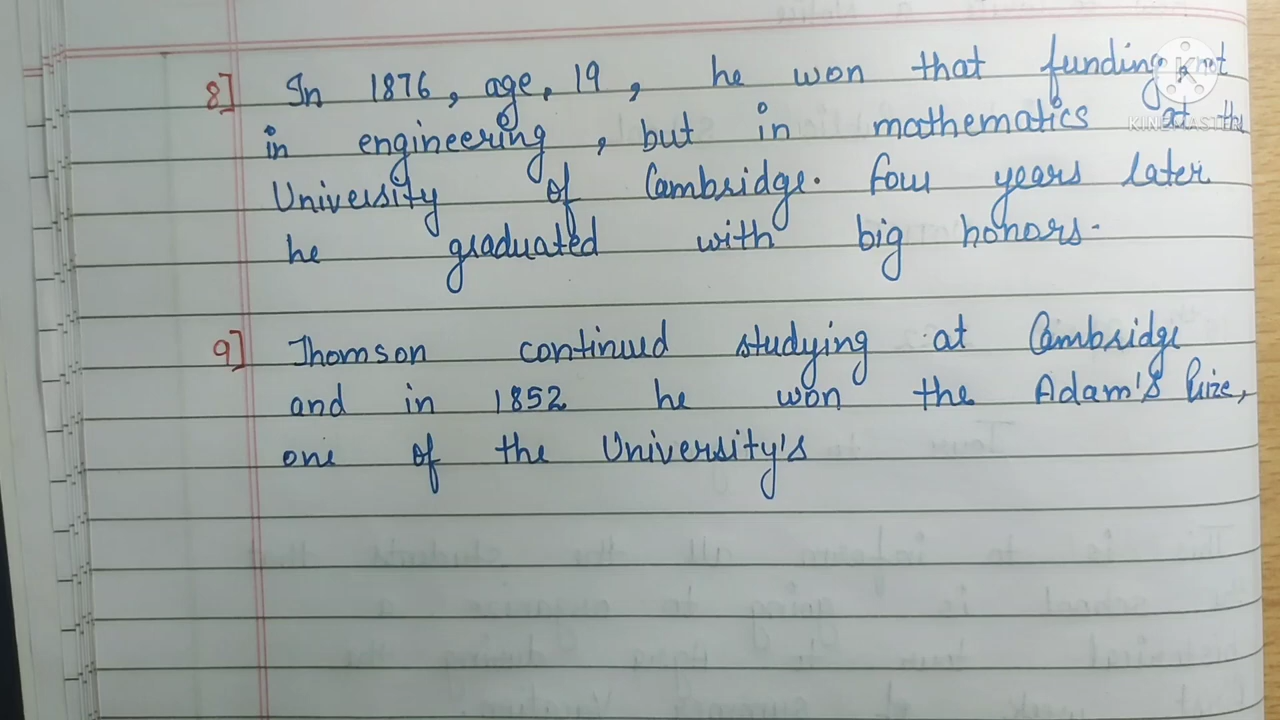 8] In 1876, age, 19, he won that funding, not
in engineering, but in mathematics at the
University of Cambridge. Four years later
he graduated with big honors.
9] Thomson continued studying at Cambridge
and in 1852 he won the Adam's Prize,
one of the University's
KINEMASTER